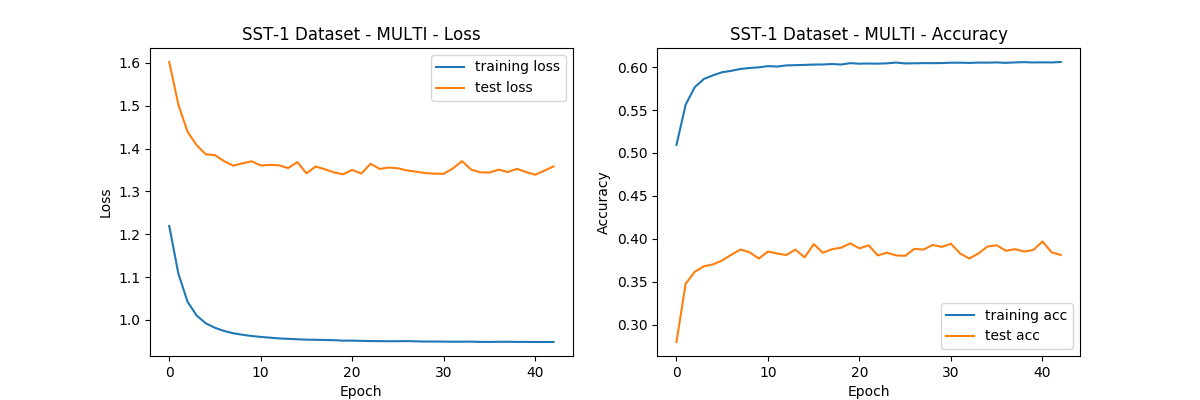 SST-1 Dataset - MULTI - Loss
1.6
1.5
1.4
1.3
1.2
1.1
1.0
Loss
training loss
test loss
0
10
20
30
40
Epoch
SST-1 Dataset - MULTI - Accuracy
0.60
0.55
0.50
0.45
0.40
0.35
0.30
Accuracy
training acc
test acc
0
10
20
30
40
Epoch